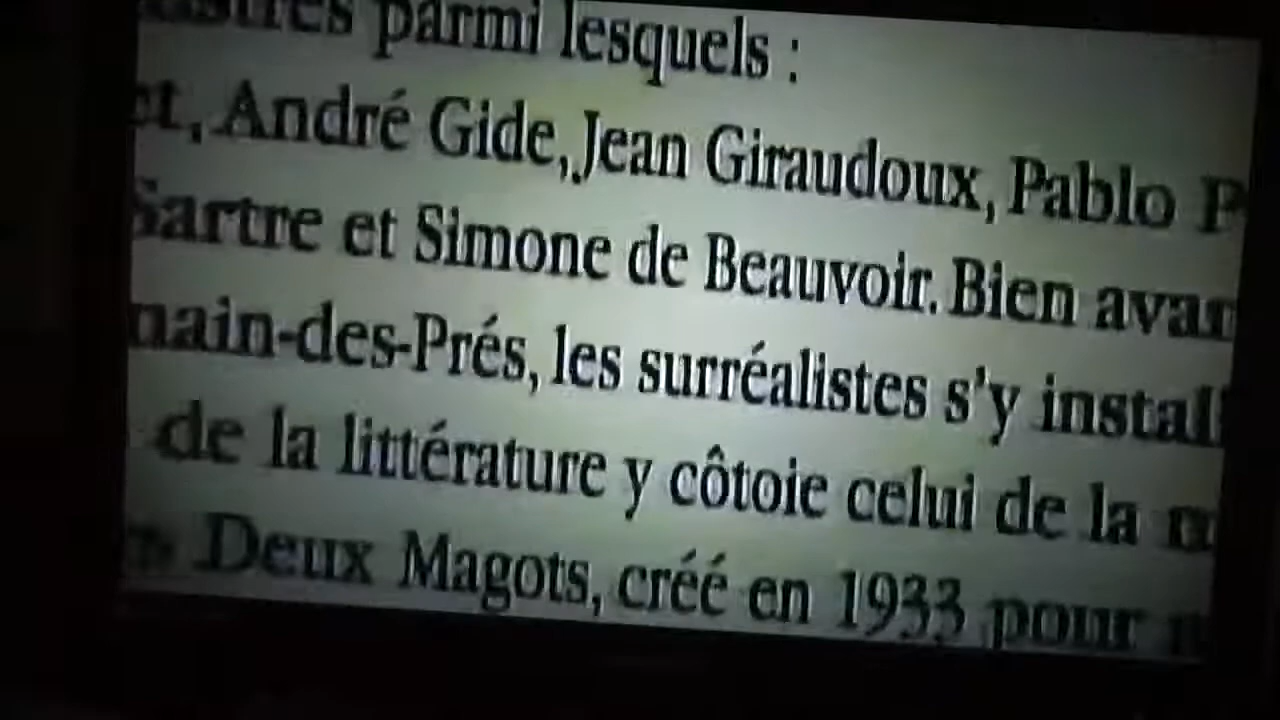 parmi lesquels :
André Gide, Jean Giraudoux, Pablo
Sartre et Simone de Beauvoir. Bien
des-Prés, les surréalistes s'y
de la littérature y côtoie celui de la
Deux Magots, créé en 1933 pour